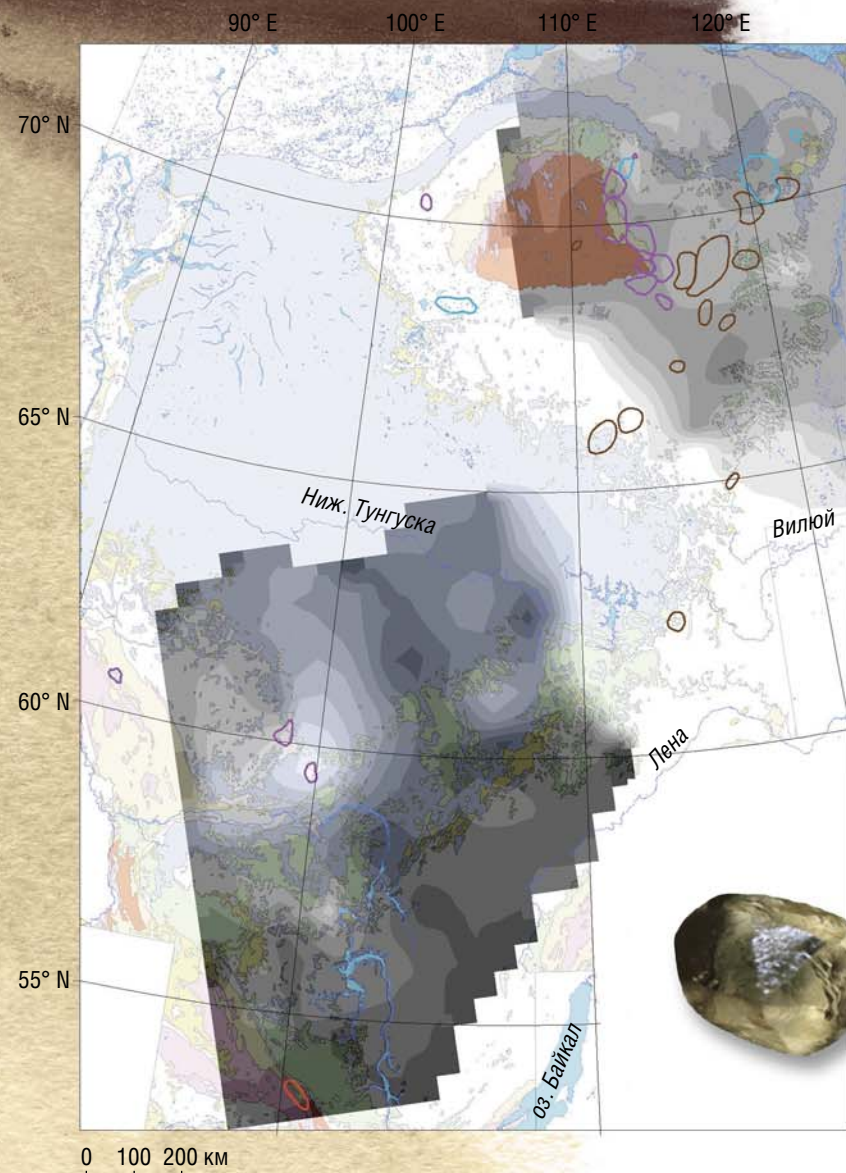 90° E 100° E 110° E 120° E
70° N
65° N
Ниж. Тунгуска
Вилюй
60° N
Лена
55° N
оз. Байкал
0 100 200 км